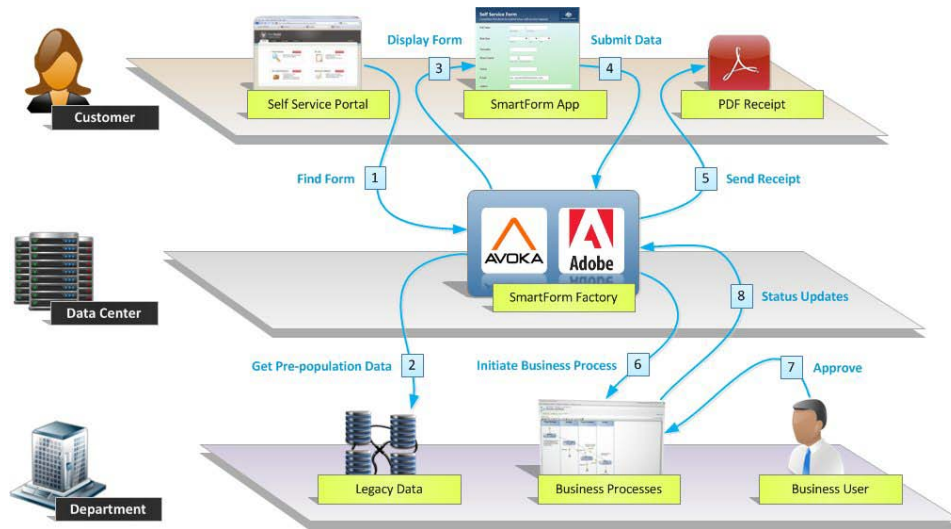 Display Form
3
Self Service Form
4
Submit Data
Self Service Portal
SmartForm App
PDF Receipt
Customer
Find Form
1
5
Send Receipt
AVOKA
Adobe
SmartForm Factory
8
Status Updates
Data Center
Get Pre-population Data
2
Initiate Business Process
6
7
Approve
Legacy Data
Business Processes
Business User
Department